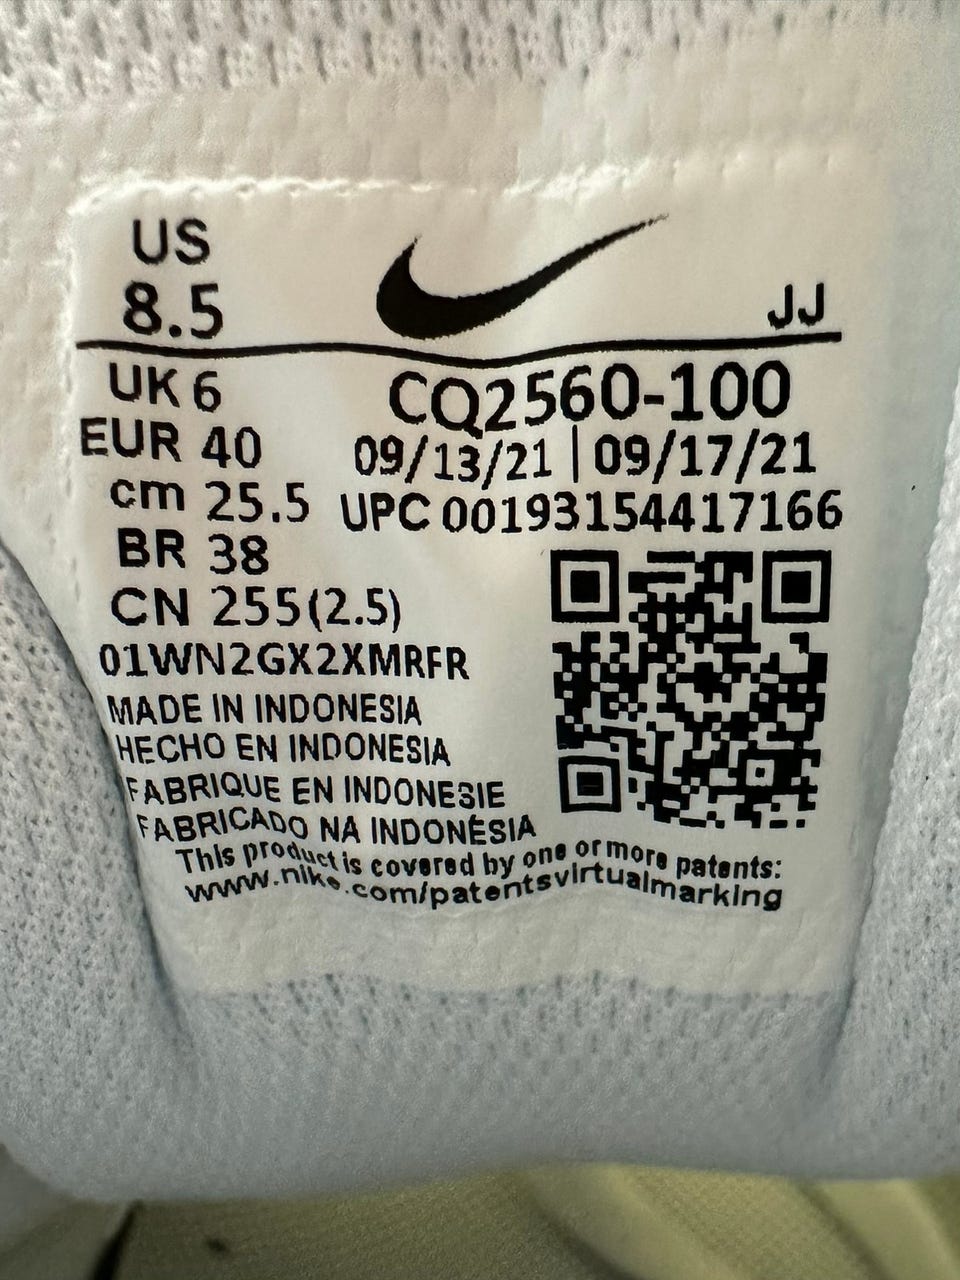 US
8.5
JJ
UK 6
EUR 40
cm 25.5
BR 38
CN 255(2.5)
CQ2560-100
09/13/21 | 09/17/21
UPC 00193154417166
01WN2GX2XMRFR
MADE IN INDONESIA
HECHO EN INDONESIA
FABRIQUE EN INDONESIE
FABRICADO NA INDONÉSIA
This product is covered by one or more patents:
www.nike.com/patentsvirtualmarking